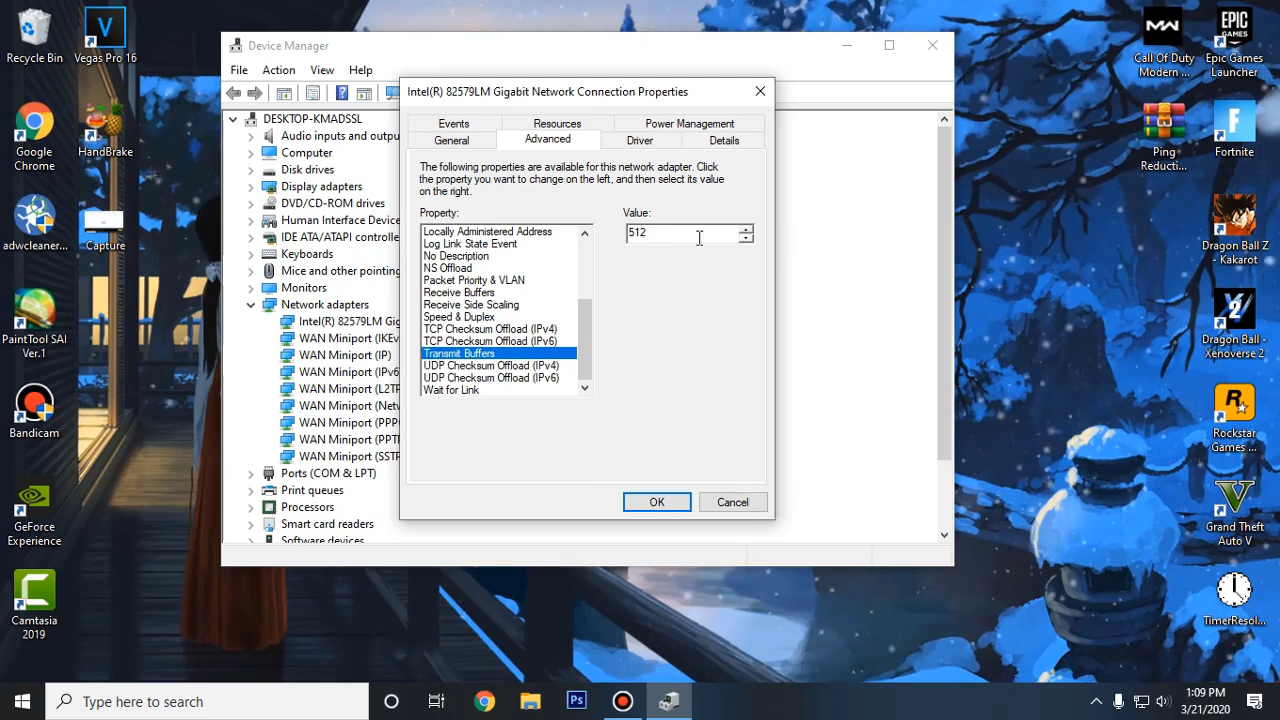 Recycle Bin
Vegas Pro 16
Google
Chrome
HandBrake
adwcleaner...
Capture
PaintTool SAI
Ver.1
Bandicam
GeForce
Experience
Camtasia
2019
Device Manager
File Action View Help
DESKTOP-KMADSSL
Audio inputs and outpu
Computer
Disk drives
Display adapters
DVD/CD-ROM drives
Human Interface Device
IDE ATA/ATAPI controlle
Keyboards
Mice and other pointing
Monitors
Network adapters
Intel(R) 82579LM Gig
WAN Miniport (IKEv
WAN Miniport (IP)
WAN Miniport (IPv6
WAN Miniport (L2TP
WAN Miniport (Netw
WAN Miniport (PPP
WAN Miniport (PPTP
WAN Miniport (SSTP
Ports (COM & LPT)
Print queues
Processors
Smart card readers
Software devices
Intel(R) 82579LM Gigabit Network Connection Properties
Events Resources Power Management
General Advanced Driver Details
The following properties are available for this network adapter. Click
the property you want to change on the left, and then select its value
on the right.
Property:
Locally Administered Address
Log Link State Event
No Description
NS Offload
Packet Priority & VLAN
Receive Buffers
Receive Side Scaling
Speed & Duplex
TCP Checksum Offload (IPv4)
TCP Checksum Offload (IPv6)
Transmit Buffers
UDP Checksum Offload (IPv4)
UDP Checksum Offload (IPv6)
Wait for Link
Value:
512
OK Cancel
MW
Call Of Duty
Modern ...
EPIC
GAMES
Epic Games
Launcher
Ping
Reducti...
Fortnite
Dragon Ball Z
- Kakarot
Dragon Ball -
Xenoverse 2
Rockstar
Games ...
Grand Theft
Auto V
TimerResol...
Type here to search
Ps
1:09 PM
3/21/2020